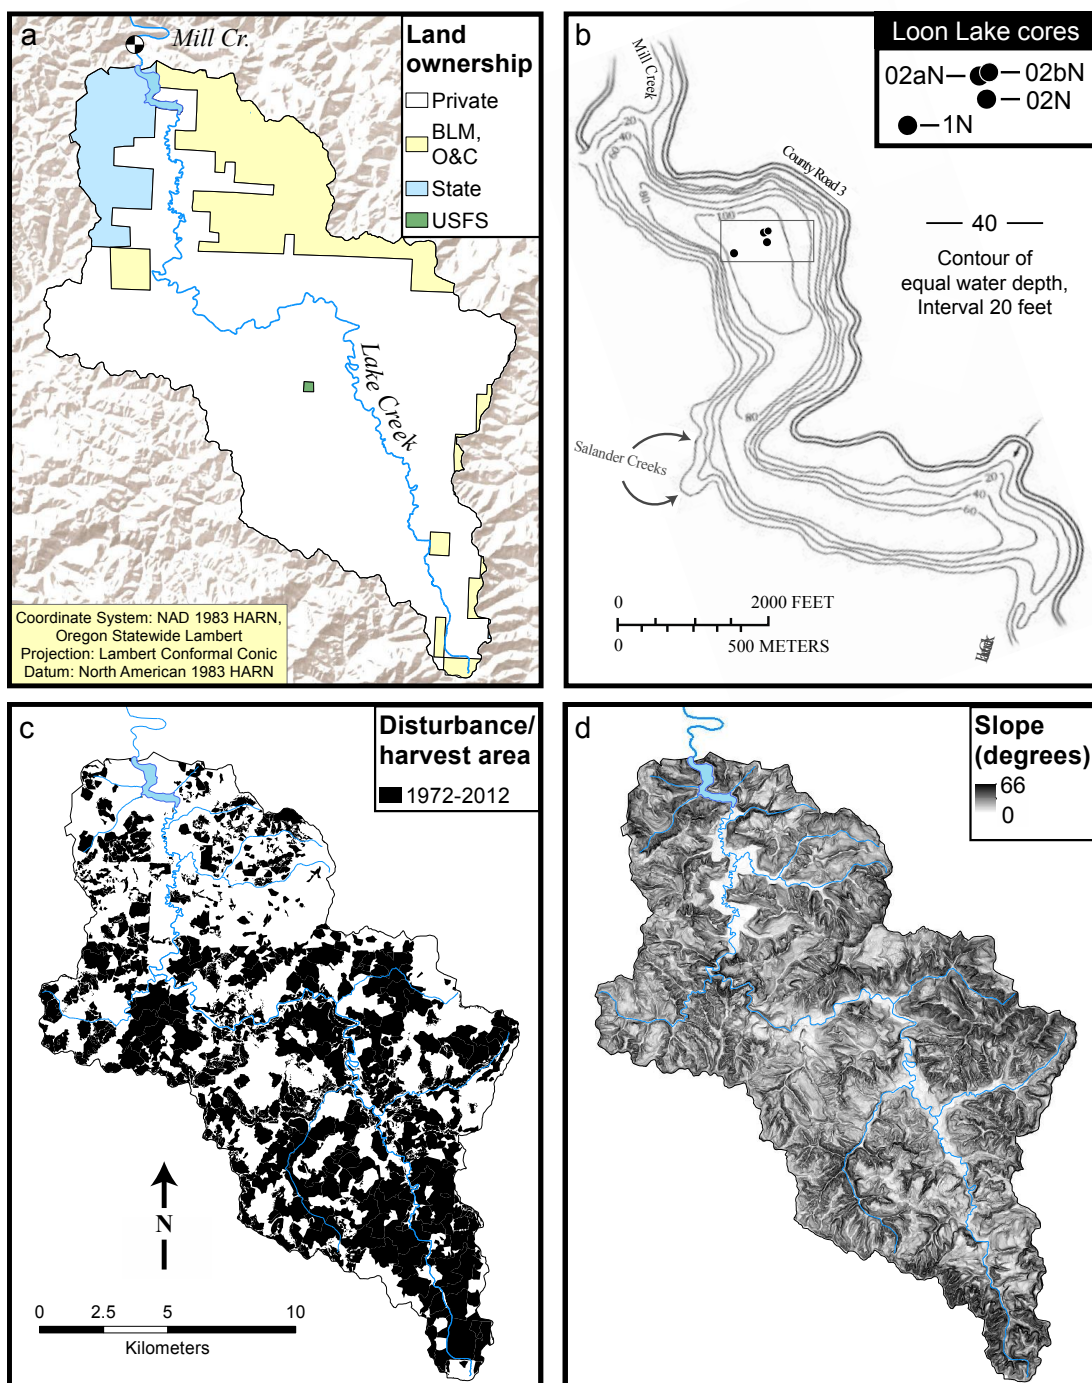 a
Mill Cr.
Land
ownership
Private
BLM,
O&C
State
USFS
Lake Creek
Coordinate System: NAD 1983 HARN,
Oregon Statewide Lambert
Projection: Lambert Conformal Conic
Datum: North American 1983 HARN
b
Loon Lake cores
02aN
02bN
02N
1N
Mill Creek
20
40
60
80
100
County Road 3
40
Contour of
equal water depth,
Interval 20 feet
80
Salander Creeks
20
40
60
0 2000 FEET
0 500 METERS
c
Disturbance/
harvest area
1972-2012
N
0 2.5 5 10
Kilometers
d
Slope
(degrees)
66
0